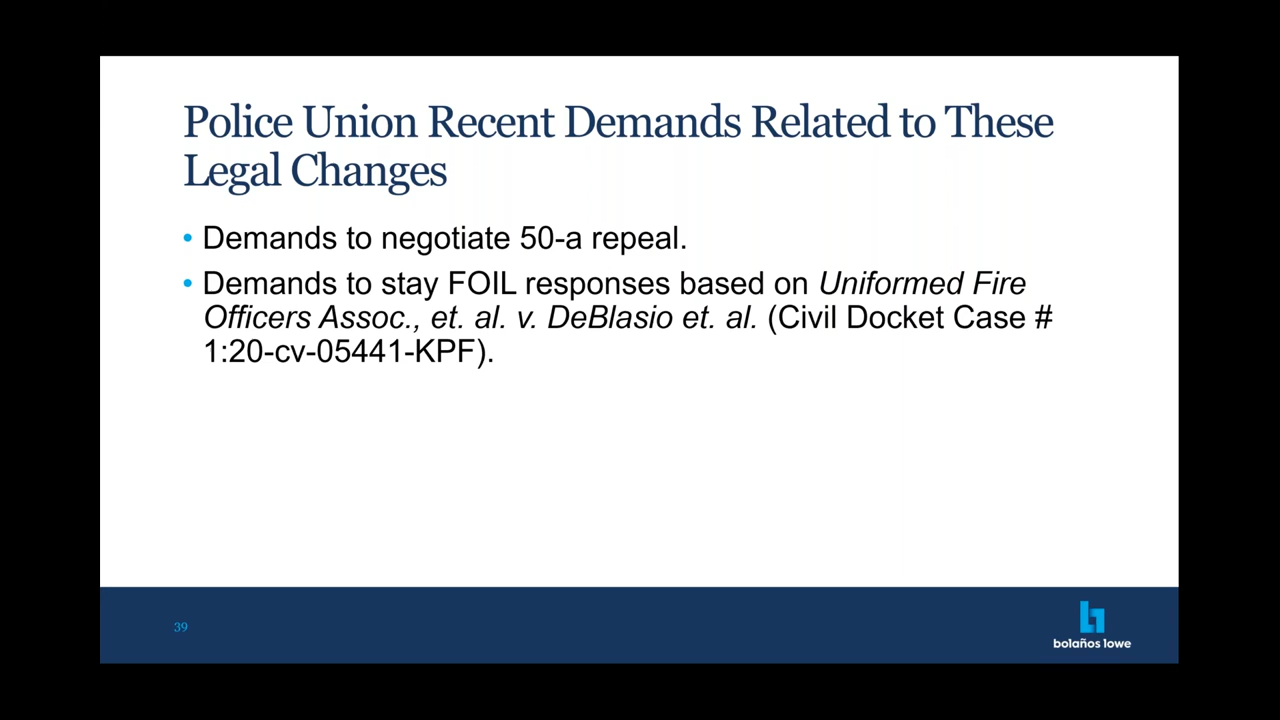 Police Union Recent Demands Related to These
Legal Changes
• Demands to negotiate 50-a repeal.
• Demands to stay FOIL responses based on Uniformed Fire
Officers Assoc., et. al. v. DeBlasio et. al. (Civil Docket Case #
1:20-cv-05441-KPF).
39
bolaños lowe